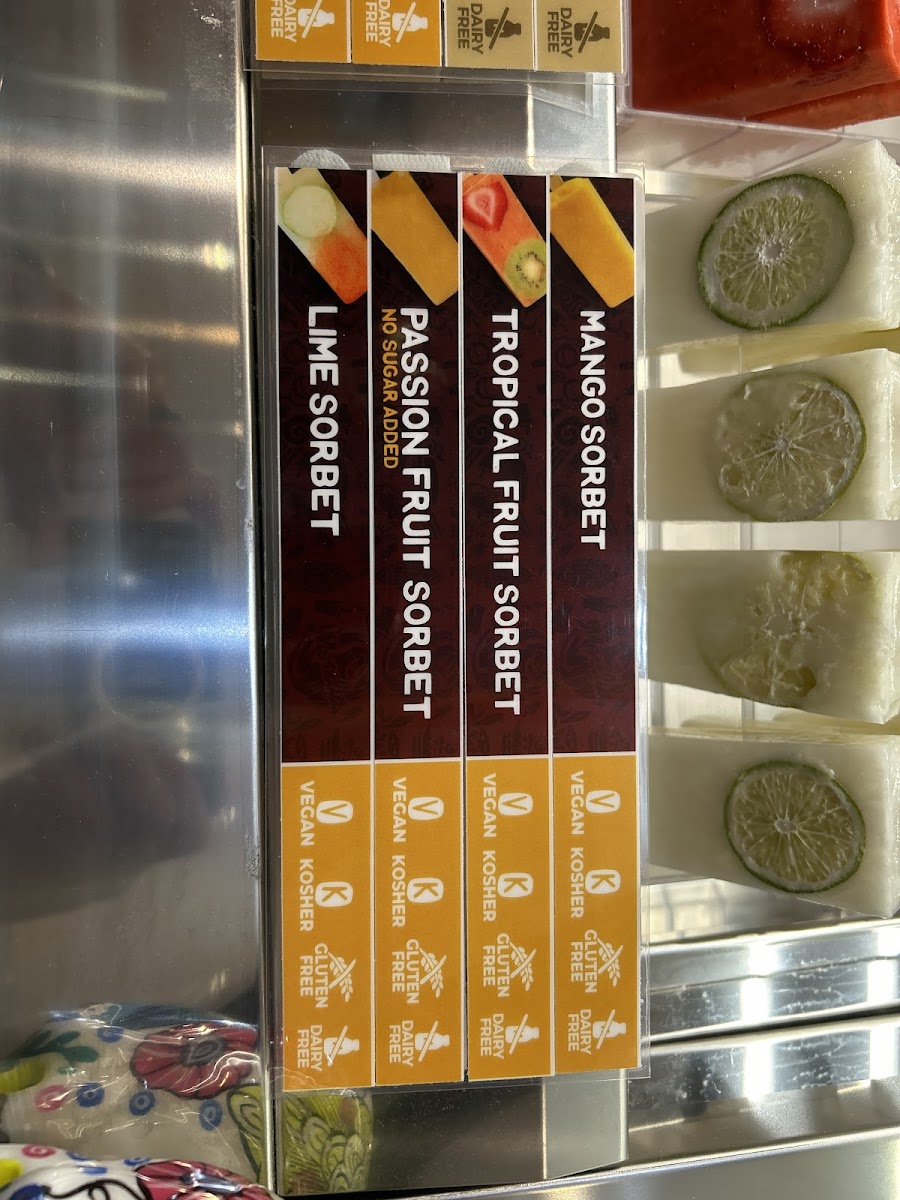 DAIRY
FREE
DAIRY
FREE
DAIRY
FREE
DAIRY
FREE
MANGO SORBET
V
VEGAN
K
KOSHER
GLUTEN
FREE
DAIRY
FREE
TROPICAL FRUIT SORBET
V
VEGAN
K
KOSHER
GLUTEN
FREE
DAIRY
FREE
PASSION FRUIT SORBET
NO SUGAR ADDED
V
VEGAN
K
KOSHER
GLUTEN
FREE
DAIRY
FREE
LIME SORBET
V
VEGAN
K
KOSHER
GLUTEN
FREE
DAIRY
FREE